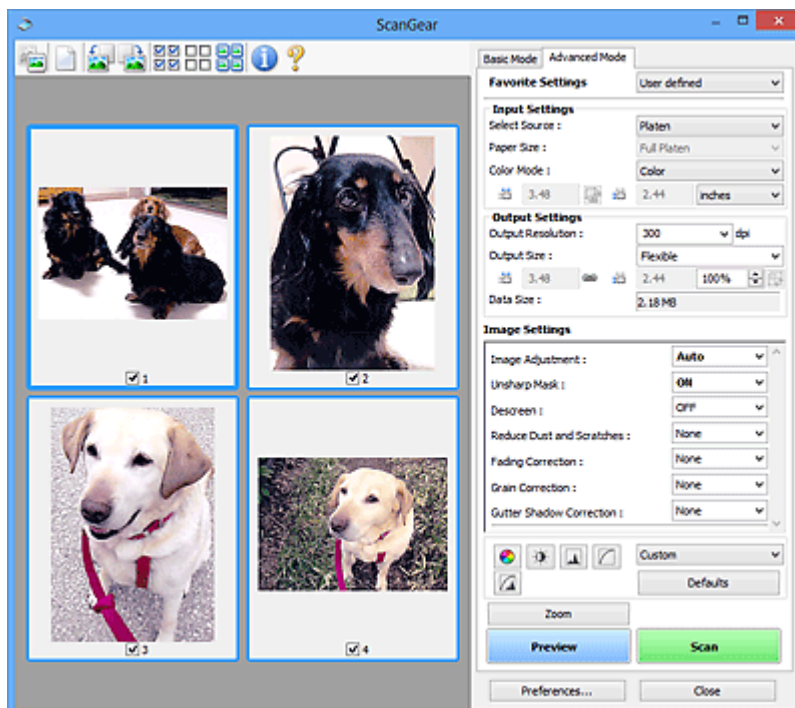 ScanGear
Basic Mode Advanced Mode
Favorite Settings User defined
Input Settings
Select Source : Platen
Paper Size : Full Platen
Color Mode : Color
3.48 2.44 inches
Output Settings
Output Resolution : 300 dpi
Output Size : Flexible
3.48 2.44 100%
Data Size : 2.18 MB
Image Settings
Image Adjustment : Auto
Unsharp Mask : ON
Descreen : OFF
Reduce Dust and Scratches : None
Fading Correction : None
Grain Correction : None
Gutter Shadow Correction : None
Custom
Defaults
Zoom
Preview Scan
Preferences... Close
1
2
3
4